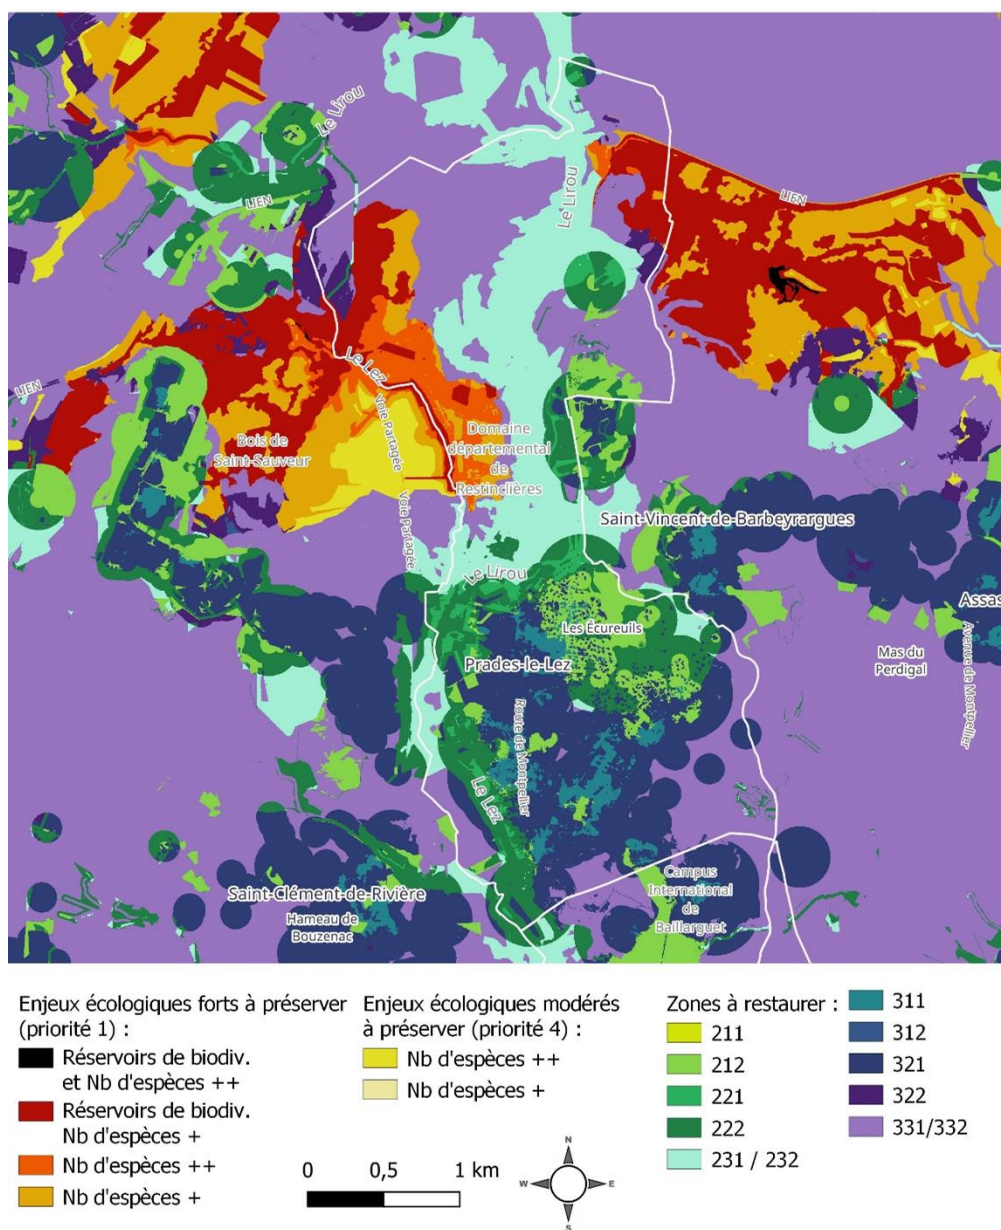 Le Lirou
LIEN
Le Lirou
LIEN
Le Lez
LIEN
Voie Partagée
Bois de
Saint-Sauveur
Domaine
départemental
de
Restinclières
Voie Partagée
Saint-Vincent-de-Barbeyrargues
Le Lirou
Assas
Les Écureuils
Mas du
Perdigal
Avenue de Montpellier
Prades-le-Lez
Route de Montpellier
Le Lez
Saint-Clément-de-Rivière
Hameau de
Bouzenac
Campus
International
de
Baillarguet
Enjeux écologiques forts à préserver
(priorité 1) :
Réservoirs de biodiv.
et Nb d'espèces ++
Réservoirs de biodiv.
Nb d'espèces +
Nb d'espèces ++
Nb d'espèces +
Enjeux écologiques modérés
à préserver (priorité 4) :
Nb d'espèces ++
Nb d'espèces +
0 0,5 1 km
N
W E
S
Zones à restaurer :
211
212
221
222
231 / 232
311
312
321
322
331/332